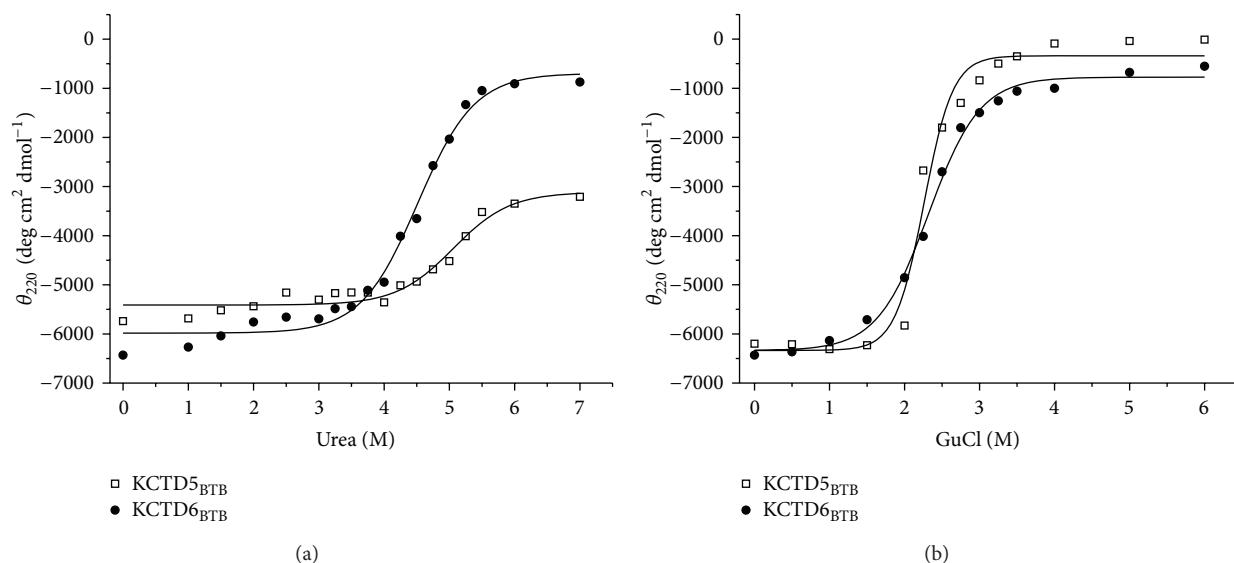 0
−1000
−2000
−3000
−4000
−5000
−6000
−7000
θ₂₂₀ (deg cm² dmol⁻¹)
0 1 2 3 4 5 6 7
Urea (M)
□ KCTD5BTB
● KCTD6BTB
(a)
0
−1000
−2000
−3000
−4000
−5000
−6000
−7000
θ₂₂₀ (deg cm² dmol⁻¹)
0 1 2 3 4 5 6
GuCl (M)
□ KCTD5BTB
● KCTD6BTB
(b)